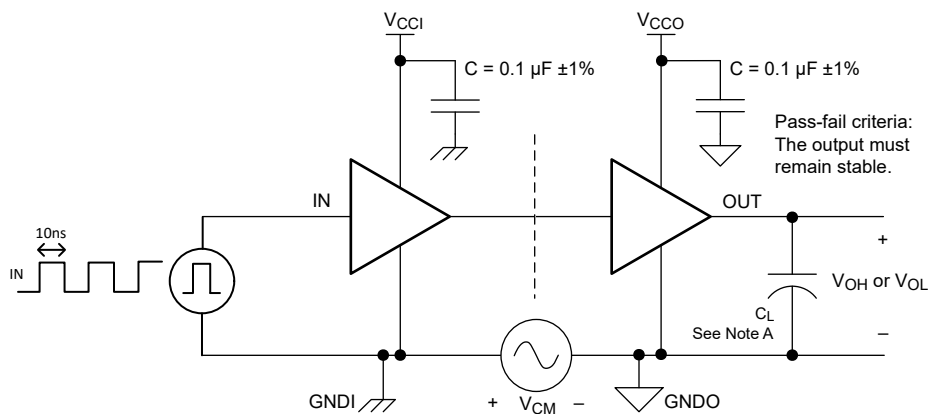 V_CCI
V_CCO
C = 0.1 µF ±1%
C = 0.1 µF ±1%
Pass-fail criteria:
The output must
remain stable.
IN
OUT
10ns
IN
+
V_OH or V_OL
C_L
See Note A
–
GNDI
+ V_CM –
GNDO